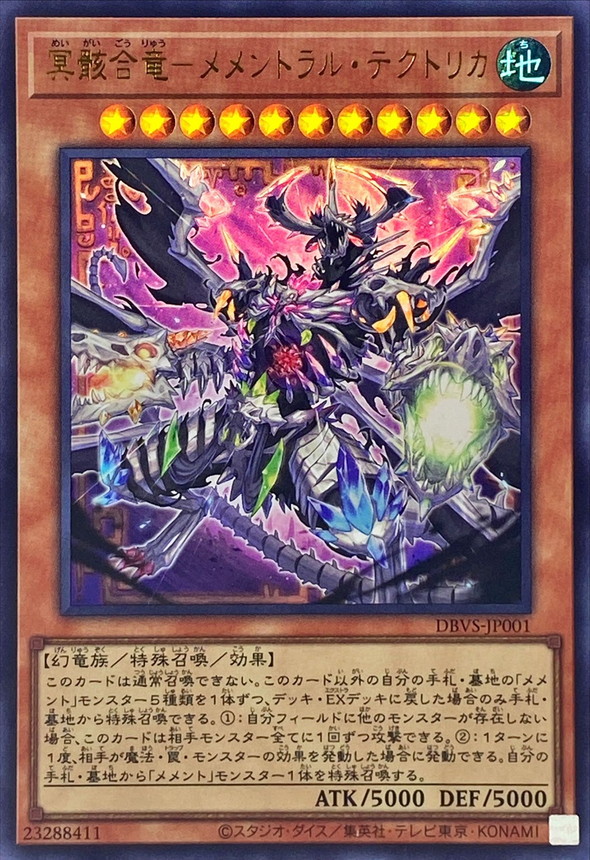 冥骸合竜－メメントラル・テクトリカ 地
DBVS-JP001
【幻竜族／特殊召喚／効果】
このカードは通常召喚できない。このカード以外の自分の手札・墓地の「メメ
ント」モンスター５種類を１体ずつ、デッキ・EXデッキに戻した場合のみ手札・
墓地から特殊召喚できる。①：自分フィールドに他のモンスターが存在しない
場合、このカードは相手モンスター全てに１回ずつ攻撃できる。②：１ターンに
１度、相手が魔法・罠・モンスターの効果を発動した場合に発動できる。自分の
手札・墓地から「メメント」モンスター１体を特殊召喚する。
ATK/5000 DEF/5000
23288411 ©スタジオ・ダイス／集英社・テレビ東京・KONAMI